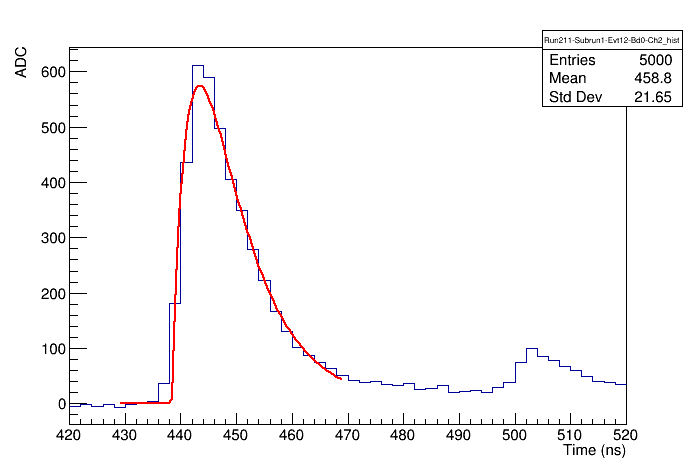 Run211-Subrun1-Evt12-Bd0-Ch2_hist
Entries 5000
Mean 458.8
Std Dev 21.65
ADC
600
500
400
300
200
100
0
420 430 440 450 460 470 480 490 500 510 520
Time (ns)